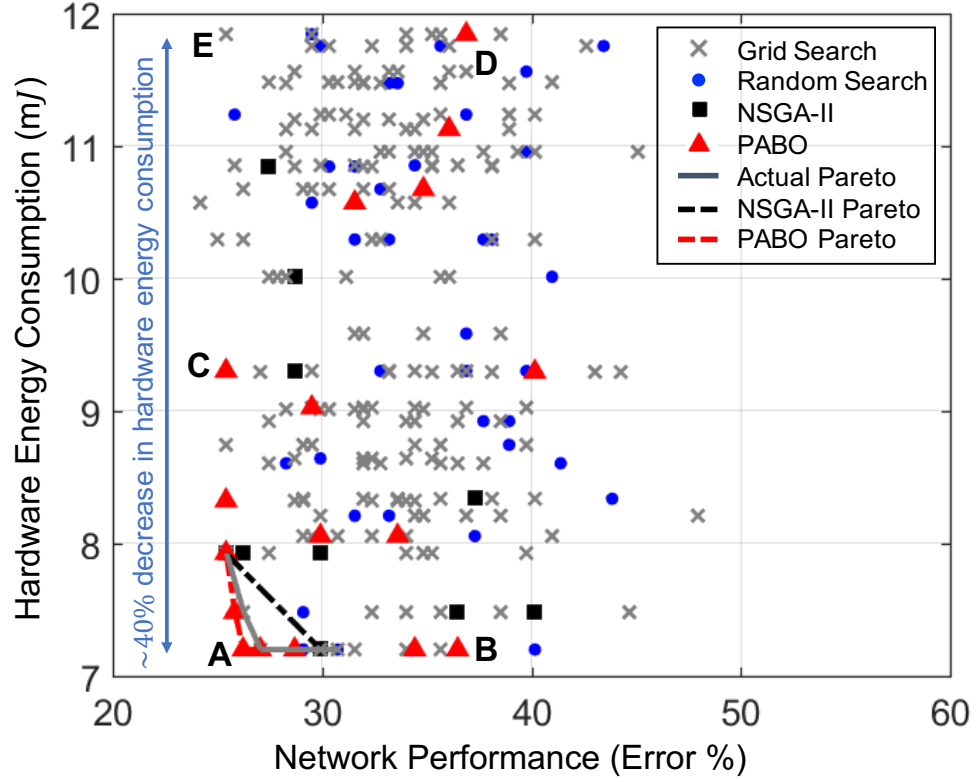 12
11
10
9
8
7
20
30
40
50
60
Hardware Energy Consumption (mJ)
Network Performance (Error %)
~40% decrease in hardware energy consumption
E
D
C
A
B
Grid Search
Random Search
NSGA-II
PABO
Actual Pareto
NSGA-II Pareto
PABO Pareto